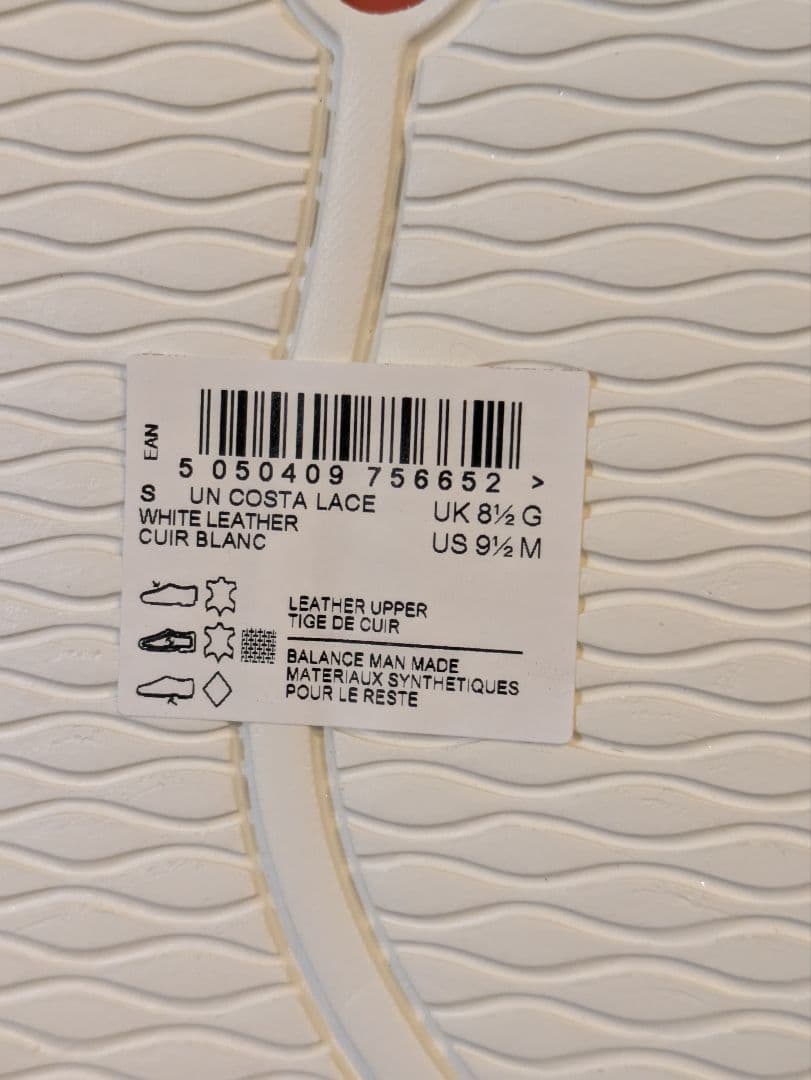 EAN
5 050409 756652 >
S UN COSTA LACE
WHITE LEATHER
CUIR BLANC
UK 8½ G
US 9½ M
LEATHER UPPER
TIGE DE CUIR
BALANCE MAN MADE
MATERIAUX SYNTHETIQUES
POUR LE RESTE